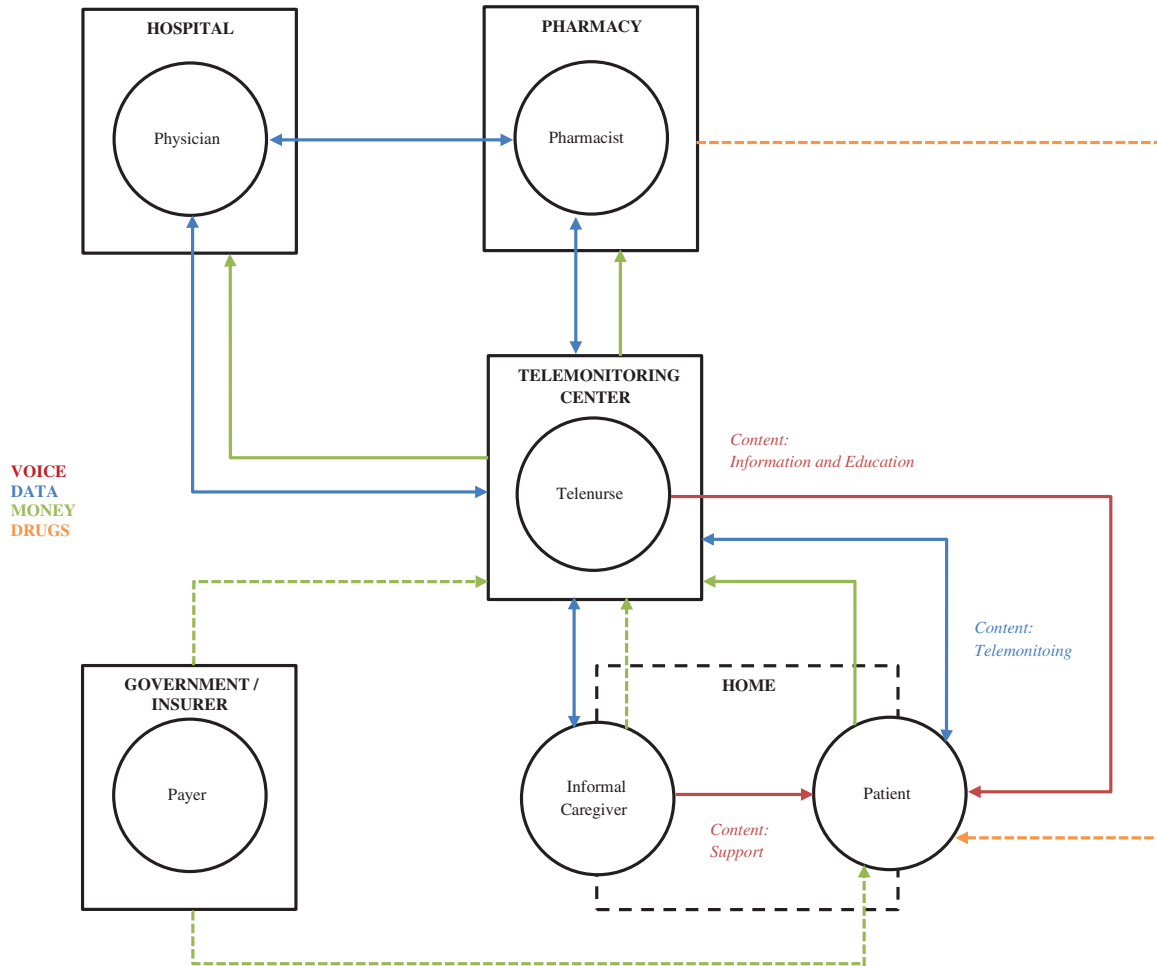 HOSPITAL
Physician
PHARMACY
Pharmacist
TELEMONITORING
CENTER
Telenurse
Content:
Information and Education
VOICE
DATA
MONEY
DRUGS
Content:
Telemonitoing
GOVERNMENT /
INSURER
Payer
HOME
Informal
Caregiver
Patient
Content:
Support